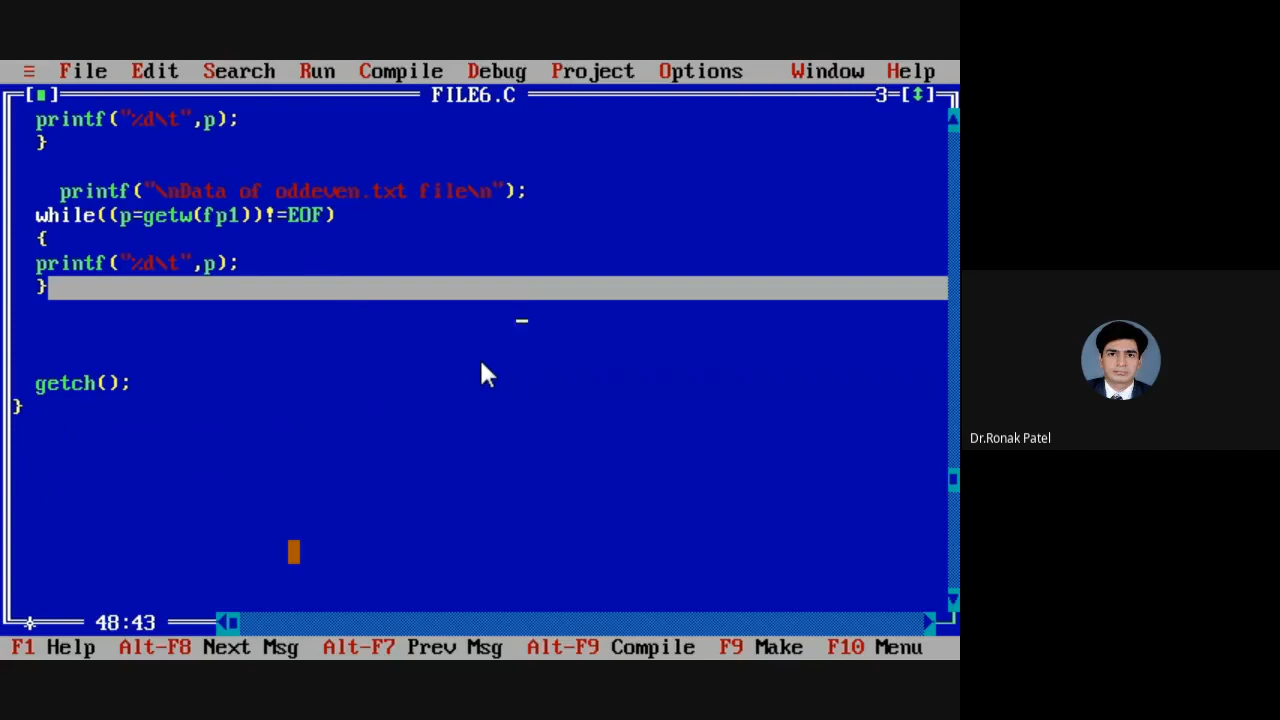 ≡ File Edit Search Run Compile Debug Project Options Window Help
[■] FILE6.C 3=[↕]
printf("%d\t",p);
}
printf("\nData of oddeven.txt file\n");
while((p=getw(fp1))!=EOF)
{
printf("%d\t",p);
}
getch();
}
48:43
F1 Help Alt-F8 Next Msg Alt-F7 Prev Msg Alt-F9 Compile F9 Make F10 Menu
Dr.Ronak Patel